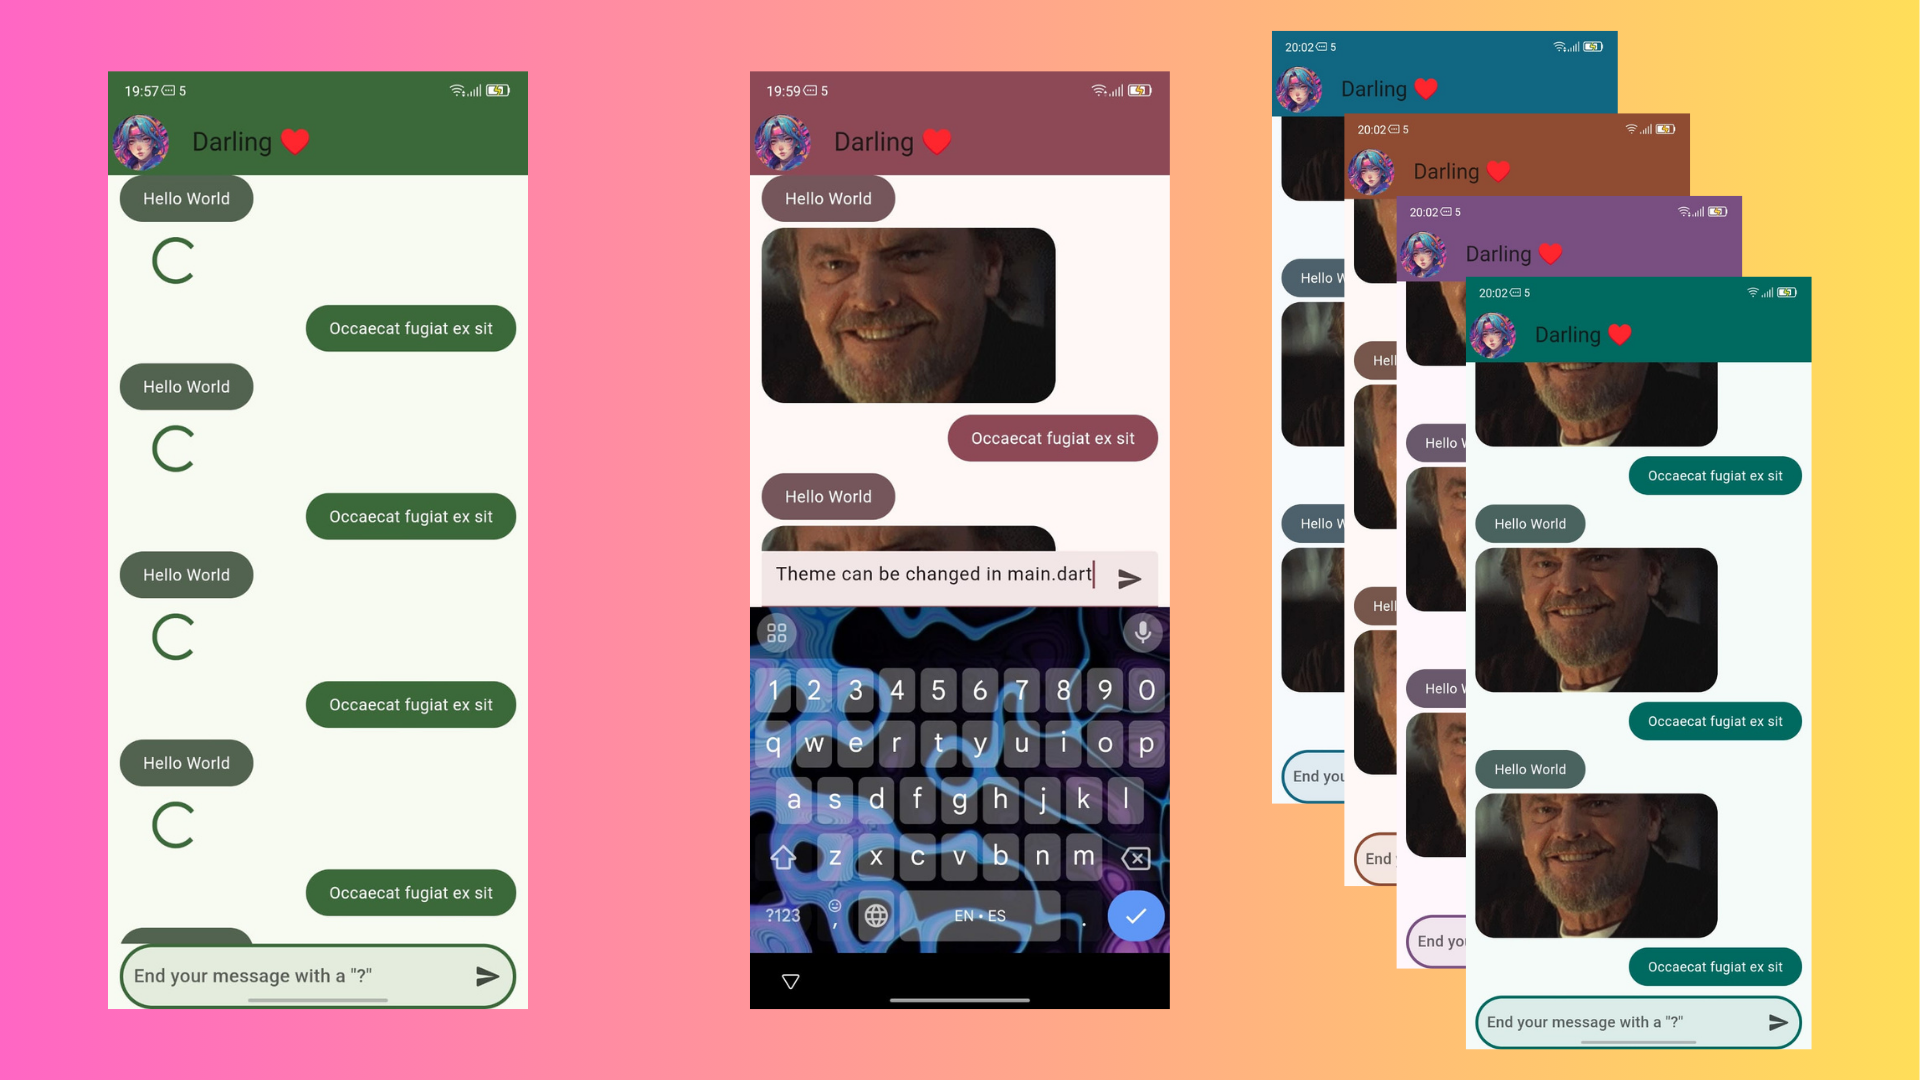 19:57 5
Darling
Hello World
Occaecat fugiat ex sit
Hello World
Occaecat fugiat ex sit
Hello World
Occaecat fugiat ex sit
Hello World
Occaecat fugiat ex sit
End your message with a "?"
19:59 5
Darling
Hello World
Occaecat fugiat ex sit
Hello World
Theme can be changed in main.dart
1 2 3 4 5 6 7 8 9 0
q w e r t y u i o p
a s d f g h j k l
z x c v b n m
?123 , EN • ES .
20:02 5
Darling
Hello W
Hello W
End you
20:02 5
Darling
Hell
Hell
End
20:02 5
Darling
Hello
Hello
End yo
20:02 5
Darling
Occaecat fugiat ex sit
Hello World
Occaecat fugiat ex sit
Hello World
Occaecat fugiat ex sit
End your message with a "?"